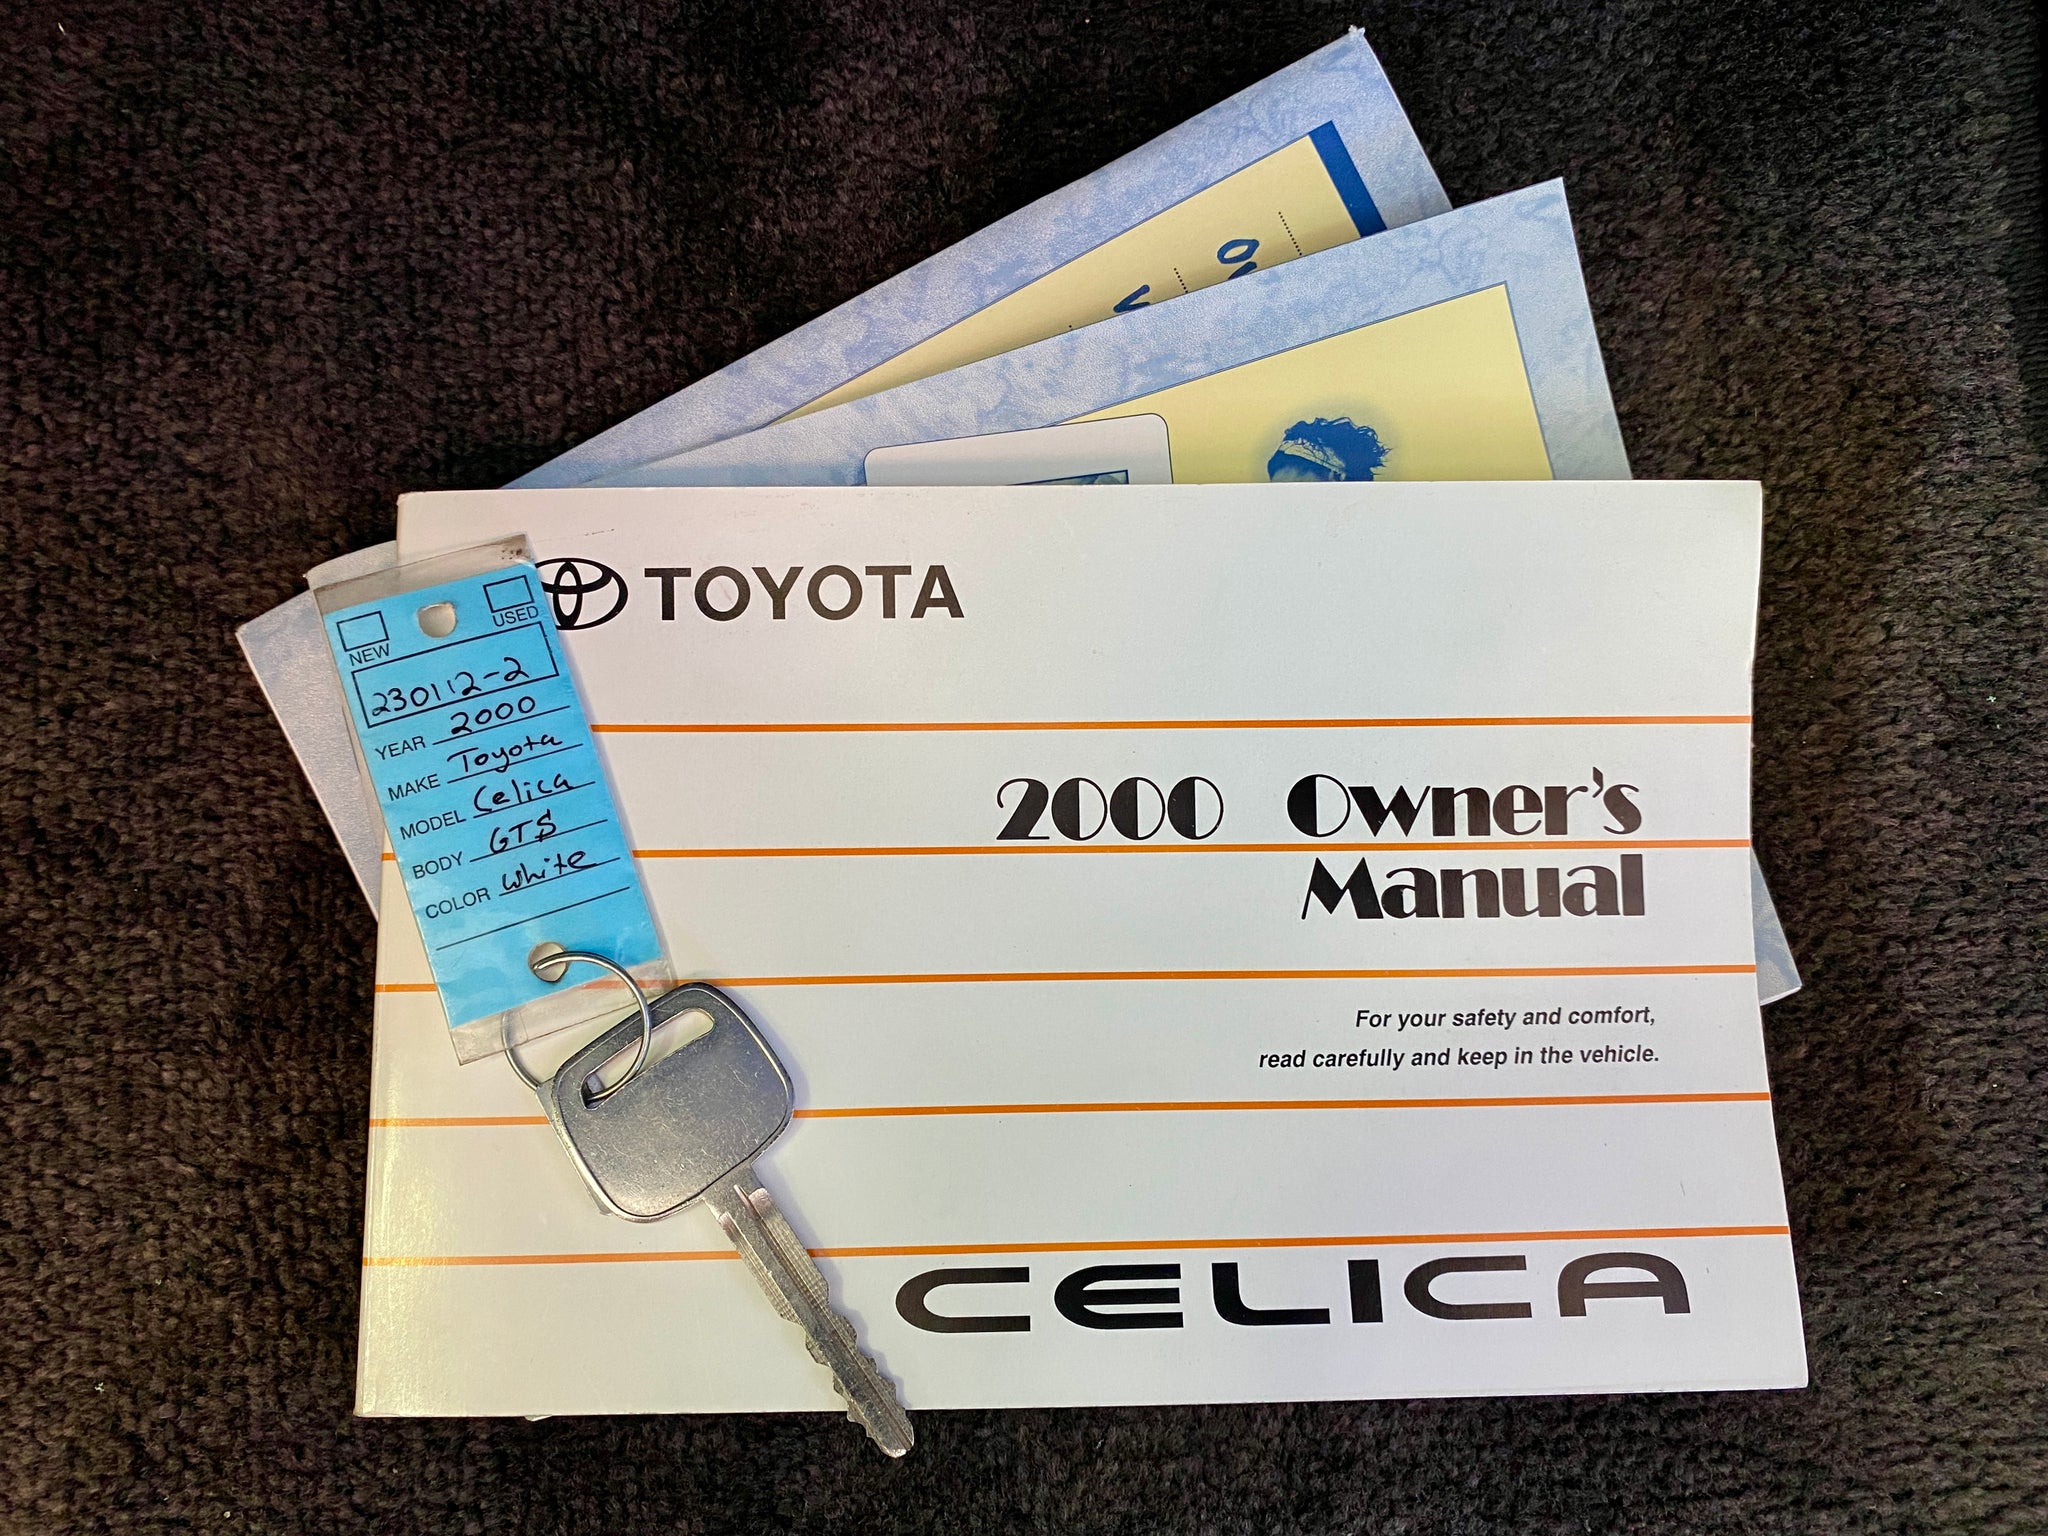 OW
V
TOYOTA
NEW
USED
230112-2
YEAR 2000
MAKE Toyota
MODEL Celica
BODY GTS
COLOR White
2000 Owner's
Manual
For your safety and comfort,
read carefully and keep in the vehicle.
CELICA